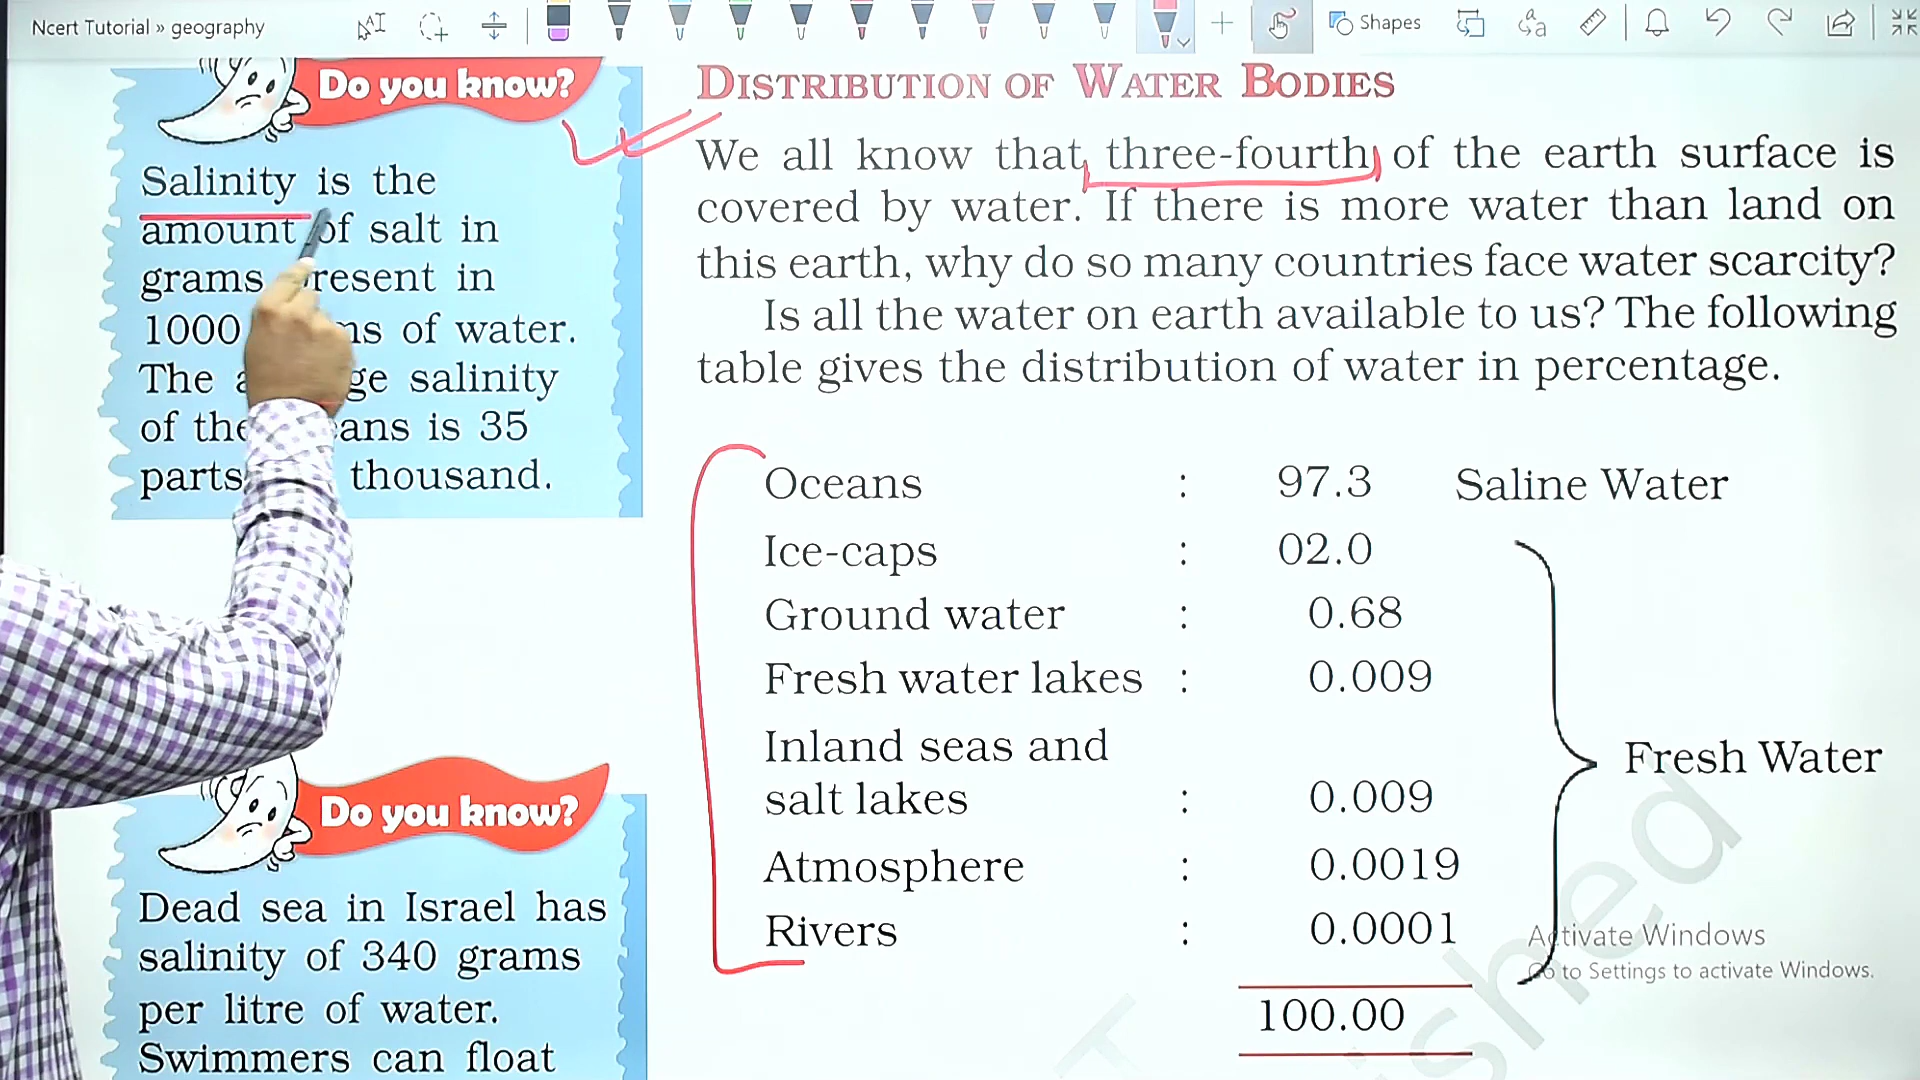 Ncert Tutorial » geography
Shapes
Do you know?
Salinity is the
amount of salt in
grams present in
1000 of water.
The salinity
of the is 35
parts thousand.
Do you know?
Dead sea in Israel has
salinity of 340 grams
per litre of water.
Swimmers can float
DISTRIBUTION OF WATER BODIES
We all know that three-fourth of the earth surface is
covered by water. If there is more water than land on
this earth, why do so many countries face water scarcity?
Is all the water on earth available to us? The following
table gives the distribution of water in percentage.
Oceans : 97.3 Saline Water
Ice-caps : 02.0
Ground water : 0.68
Fresh water lakes : 0.009
Inland seas and
salt lakes : 0.009
Fresh Water
Atmosphere : 0.0019
Rivers : 0.0001
100.00
Activate Windows
Go to Settings to activate Windows.